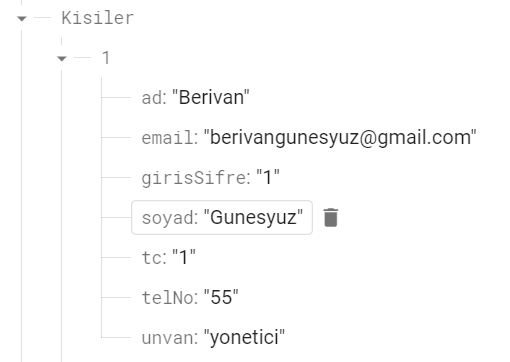 Kisiler
1
ad: "Berivan"
email: "berivangunesyuz@gmail.com"
girisSifre: "1"
soyad: "Gunesyuz"
tc: "1"
telNo: "55"
unvan: "yonetici"